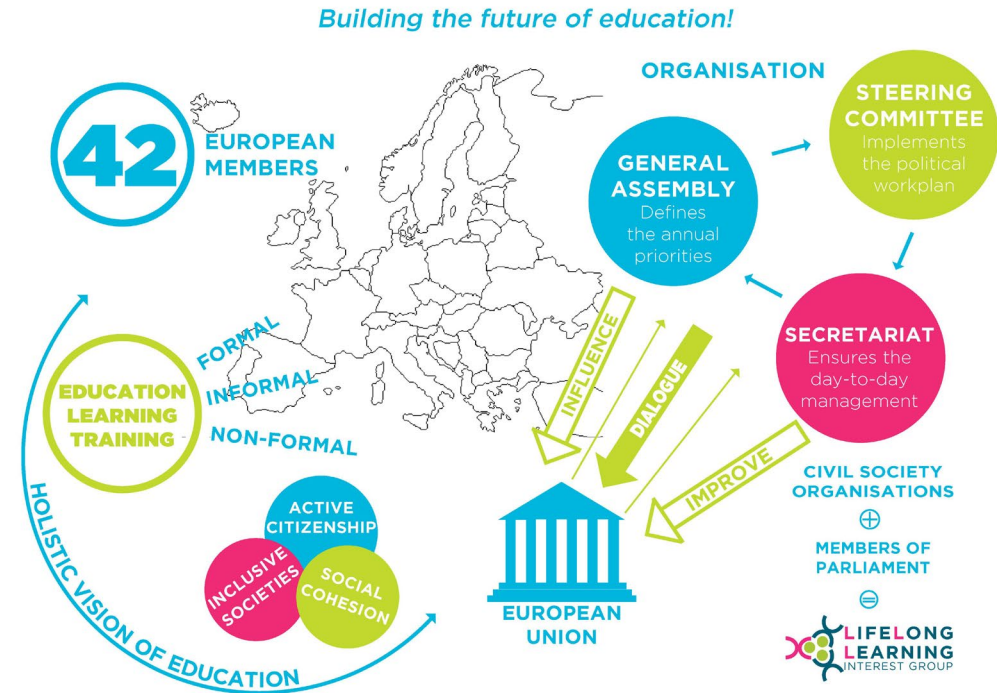 Building the future of education!
42
EUROPEAN
MEMBERS
ORGANISATION
GENERAL
ASSEMBLY
Defines
the annual
priorities
STEERING
COMMITTEE
Implements
the political
workplan
SECRETARIAT
Ensures the
day-to-day
management
EDUCATION
LEARNING
TRAINING
FORMAL
INFORMAL
NON-FORMAL
HOLISTIC VISION OF EDUCATION
ACTIVE
CITIZENSHIP
INCLUSIVE
SOCIETIES
SOCIAL
COHESION
INFLUENCE
DIALOGUE
IMPROVE
EUROPEAN
UNION
CIVIL SOCIETY
ORGANISATIONS
+
MEMBERS OF
PARLIAMENT
=
LIFELONG
LEARNING
INTEREST GROUP